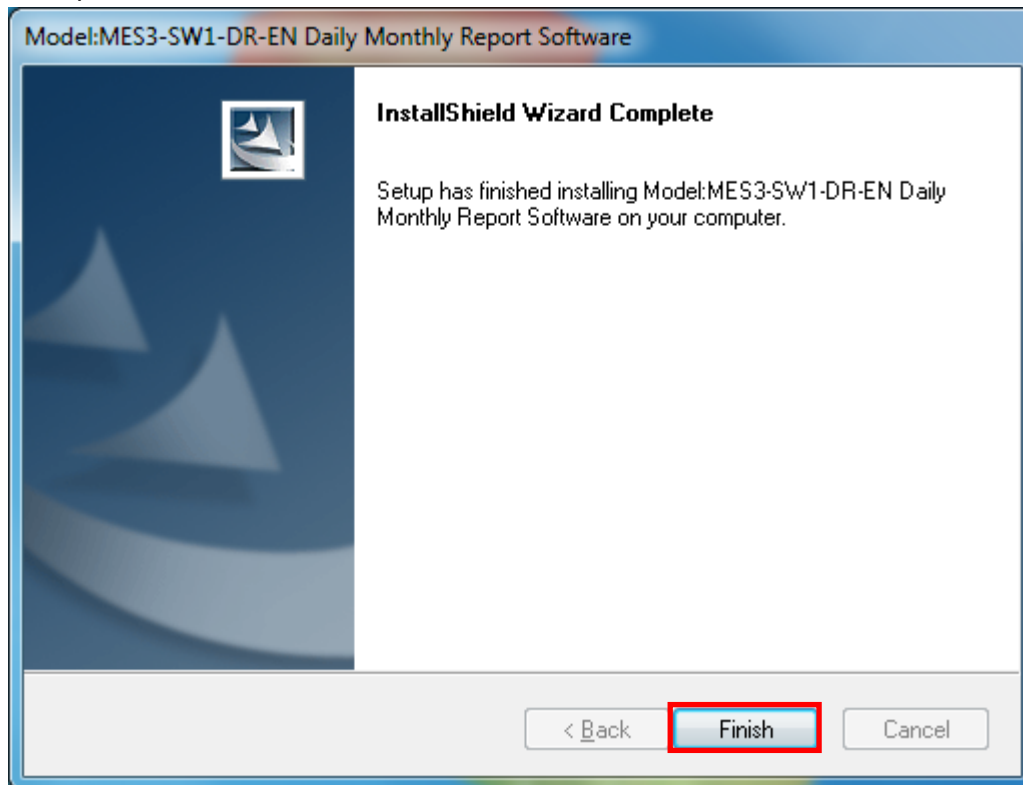 Model:MES3-SW1-DR-EN Daily Monthly Report Software
InstallShield Wizard Complete
Setup has finished installing Model:MES3-SW1-DR-EN Daily
Monthly Report Software on your computer.
< Back
Finish
Cancel